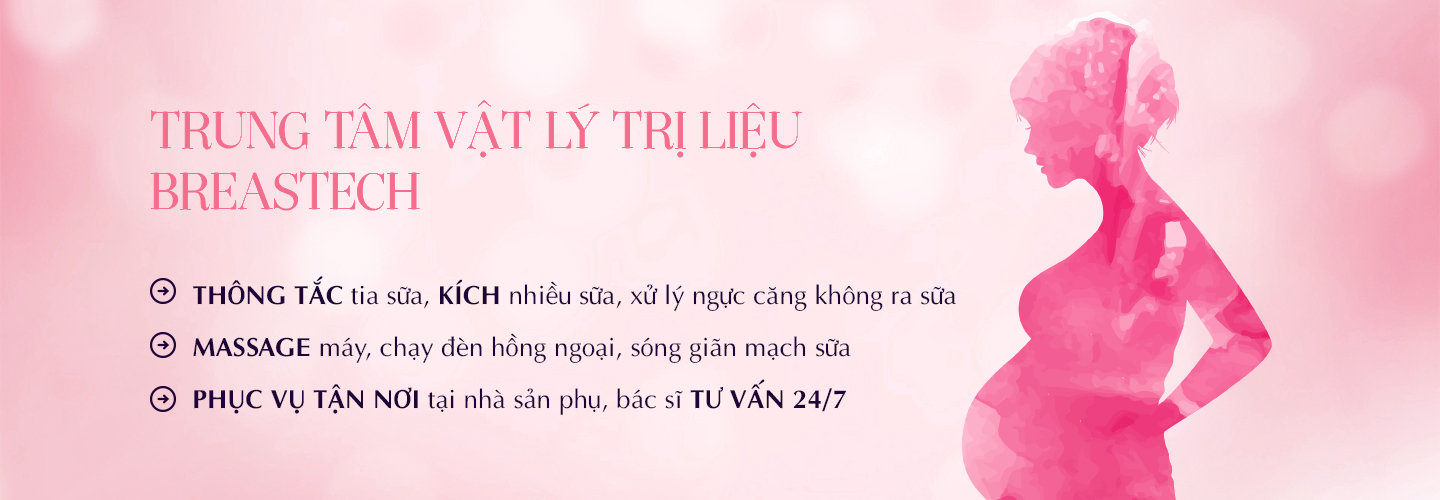 TRUNG TÂM VẬT LÝ TRỊ LIỆU
BREASTECH
THÔNG TẮC tia sữa, KÍCH nhiều sữa, xử lý ngực căng không ra sữa
MASSAGE máy, chạy đèn hồng ngoại, sóng giãn mạch sữa
PHỤC VỤ TẬN NƠI tại nhà sản phụ, bác sĩ TƯ VẤN 24/7